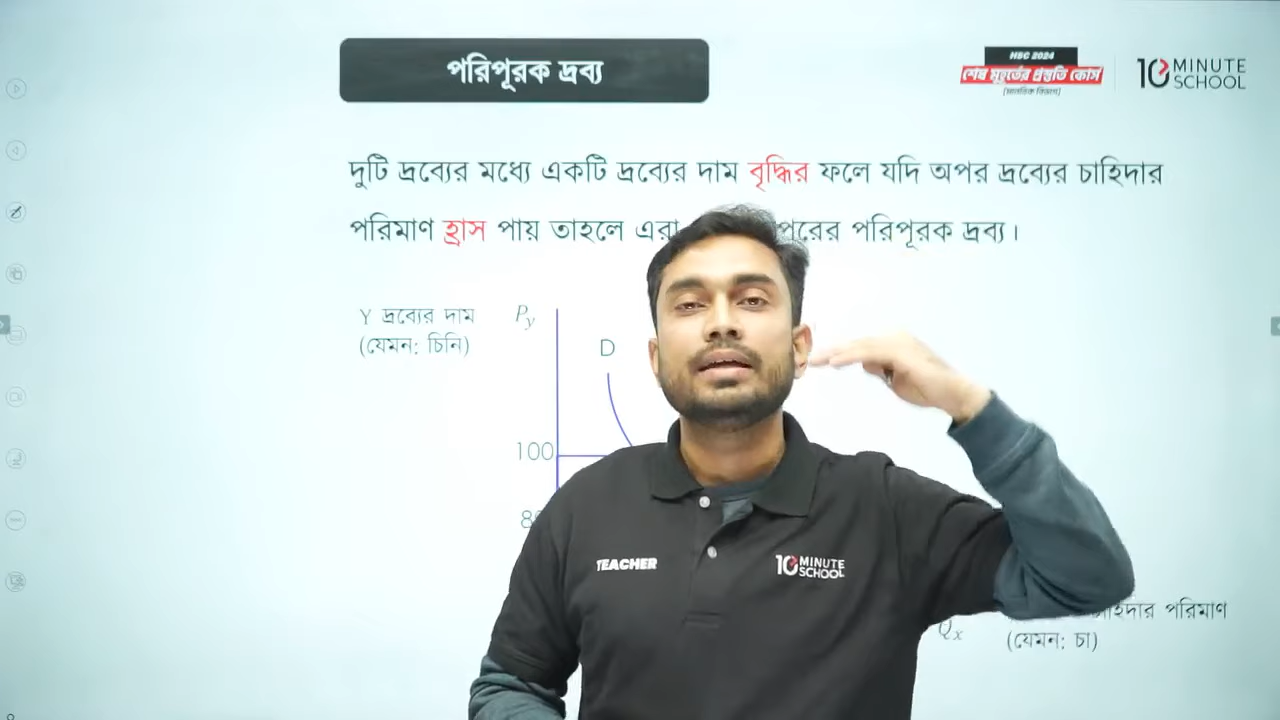 পরিপূরক দ্রব্য
HSC 2024
শেষ মুহূর্তের প্রস্তুতি কোর্স
(মানবিক বিভাগ)
10 MINUTE SCHOOL
দুটি দ্রব্যের মধ্যে একটি দ্রব্যের দাম বৃদ্ধির ফলে যদি অপর দ্রব্যের চাহিদার
পরিমাণ হ্রাস পায় তাহলে এরা পরের পরিপূরক দ্রব্য।
Y দ্রব্যের দাম
(যেমন: চিনি)
Py
D
100
TEACHER
10 MINUTE SCHOOL
চাহিদার পরিমাণ
Qx
(যেমন: চা)